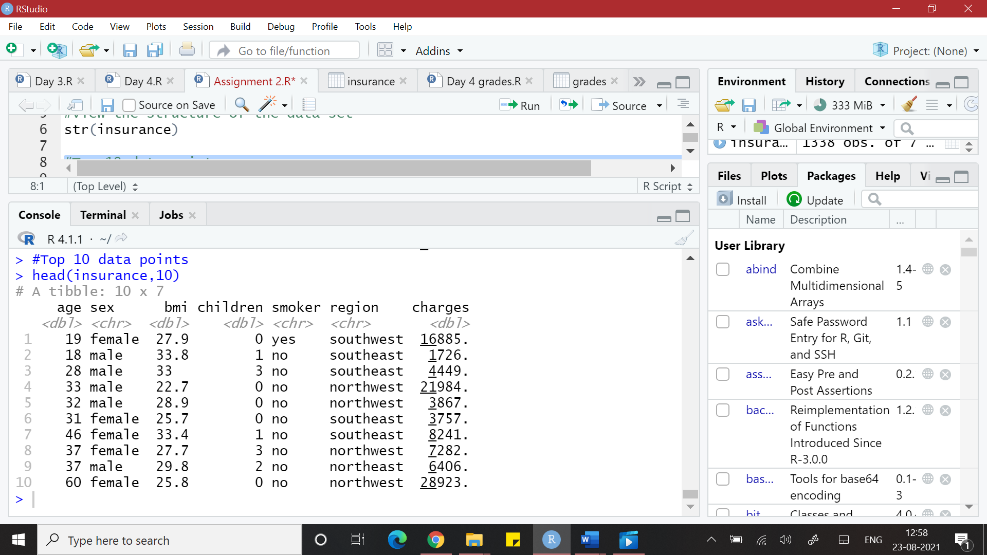 RStudio
File Edit Code View Plots Session Build Debug Profile Tools Help
Go to file/function Addins Project: (None)
Day 3.R Day 4.R Assignment 2.R* insurance Day 4 grades.R grades
Source on Save Run Source
6 str(insurance)
7
8
8:1 (Top Level) R Script
Console Terminal Jobs
R 4.1.1 · ~/
> #Top 10 data points
> head(insurance,10)
# A tibble: 10 x 7
age sex bmi children smoker region charges
<dbl> <chr> <dbl> <dbl> <chr> <chr> <dbl>
1 19 female 27.9 0 yes southwest 16885.
2 18 male 33.8 1 no southeast 1726.
3 28 male 33 3 no southeast 4449.
4 33 male 22.7 0 no northwest 21984.
5 32 male 28.9 0 no northwest 3867.
6 31 female 25.7 0 no southeast 3757.
7 46 female 33.4 1 no southeast 8241.
8 37 female 27.7 3 no northwest 7282.
9 37 male 29.8 2 no northeast 6406.
10 60 female 25.8 0 no northwest 28923.
>
Environment History Connections
333 MiB
R Global Environment
insura... 1338 obs. of 7 ...
Files Plots Packages Help Vi
Install Update
Name Description ...
User Library
abind Combine Multidimensional Arrays 1.4-5
ask... Safe Password Entry for R, Git, and SSH 1.1
ass... Easy Pre and Post Assertions 0.2.
bac... Reimplementation of Functions Introduced Since R-3.0.0 1.2.
bas... Tools for base64 encoding 0.1-3
bit Classes and 4.0.
Type here to search
ENG
12:58
23-08-2021
1